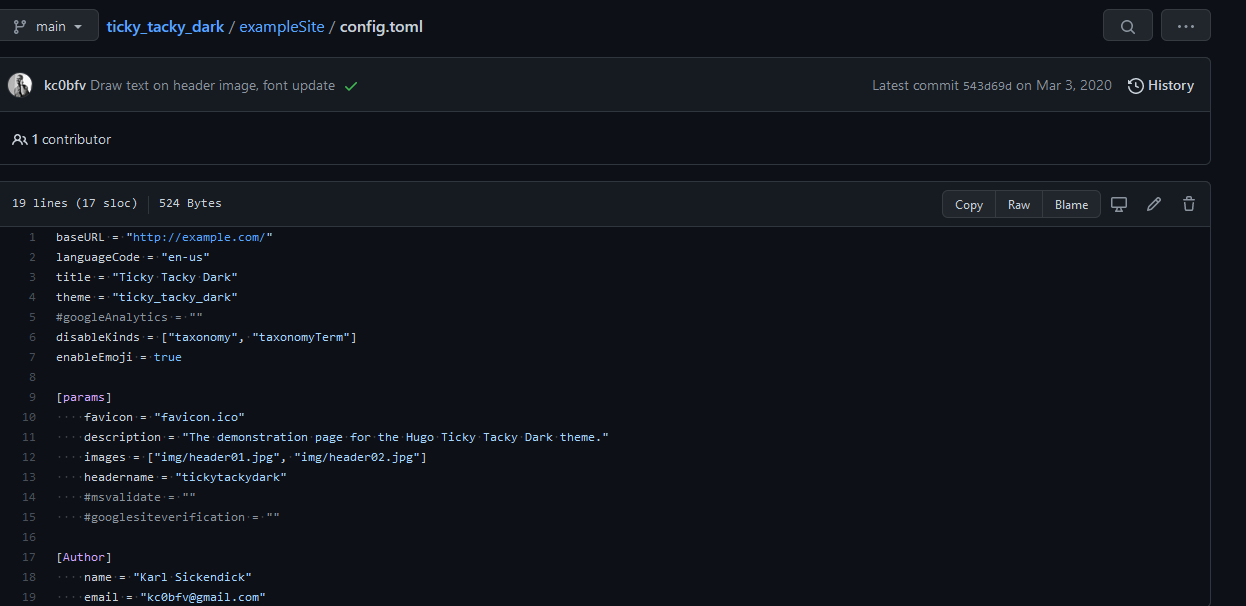 main
ticky_tacky_dark / exampleSite / config.toml
kc0bfv Draw text on header image, font update
Latest commit 543d69d on Mar 3, 2020 History
1 contributor
19 lines (17 sloc) 524 Bytes
Copy Raw Blame
1 baseURL = "http://example.com/"
2 languageCode = "en-us"
3 title = "Ticky Tacky Dark"
4 theme = "ticky_tacky_dark"
5 #googleAnalytics = ""
6 disableKinds = ["taxonomy", "taxonomyTerm"]
7 enableEmoji = true
8
9 [params]
10 ····favicon = "favicon.ico"
11 ····description = "The demonstration page for the Hugo Ticky Tacky Dark theme."
12 ····images = ["img/header01.jpg", "img/header02.jpg"]
13 ····headername = "tickytackydark"
14 ····#msvalidate = ""
15 ····#googlesiteverification = ""
16
17 [Author]
18 ····name = "Karl Sickendick"
19 ····email = "kc0bfv@gmail.com"